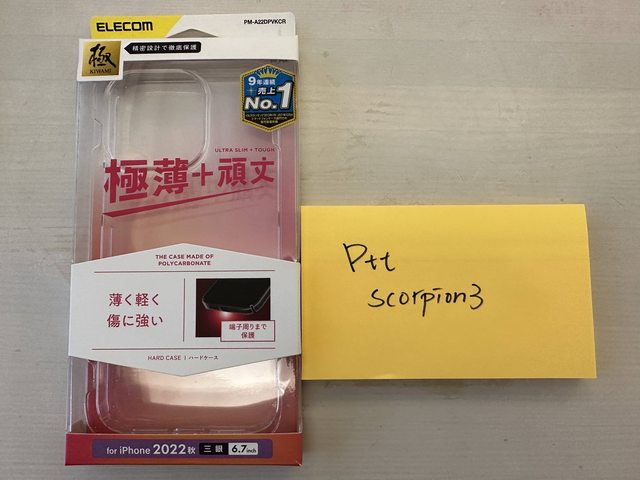 ELECOM
PM-A22DPVKCR
極
KIWAMI
精密設計で徹底保護
9年連続
売上
No.1
ULTRA SLIM + TOUGH
極薄+頑丈
THE CASE MADE OF
POLYCARBONATE
薄く軽く
傷に強い
端子周りまで
保護
HARD CASE | ハードケース
for iPhone 2022秋 三眼 6.7inch
Ptt
scorpion3